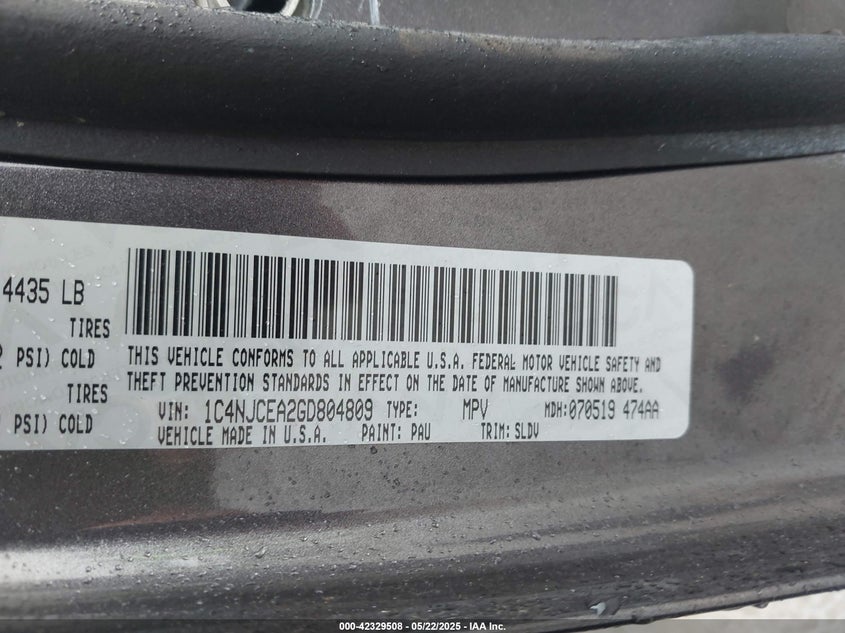 4435 LB
TIRES
PSI) COLD
TIRES
PSI) COLD
THIS VEHICLE CONFORMS TO ALL APPLICABLE U.S.A. FEDERAL MOTOR VEHICLE SAFETY AND
THEFT PREVENTION STANDARDS IN EFFECT ON THE DATE OF MANUFACTURE SHOWN ABOVE.
VIN: 1C4NJCEA2GD804809 TYPE: MPV MDH:070519 474AA
VEHICLE MADE IN U.S.A. PAINT: PAU TRIM: SLDV
000-42329508 - 05/22/2025 - IAA Inc.